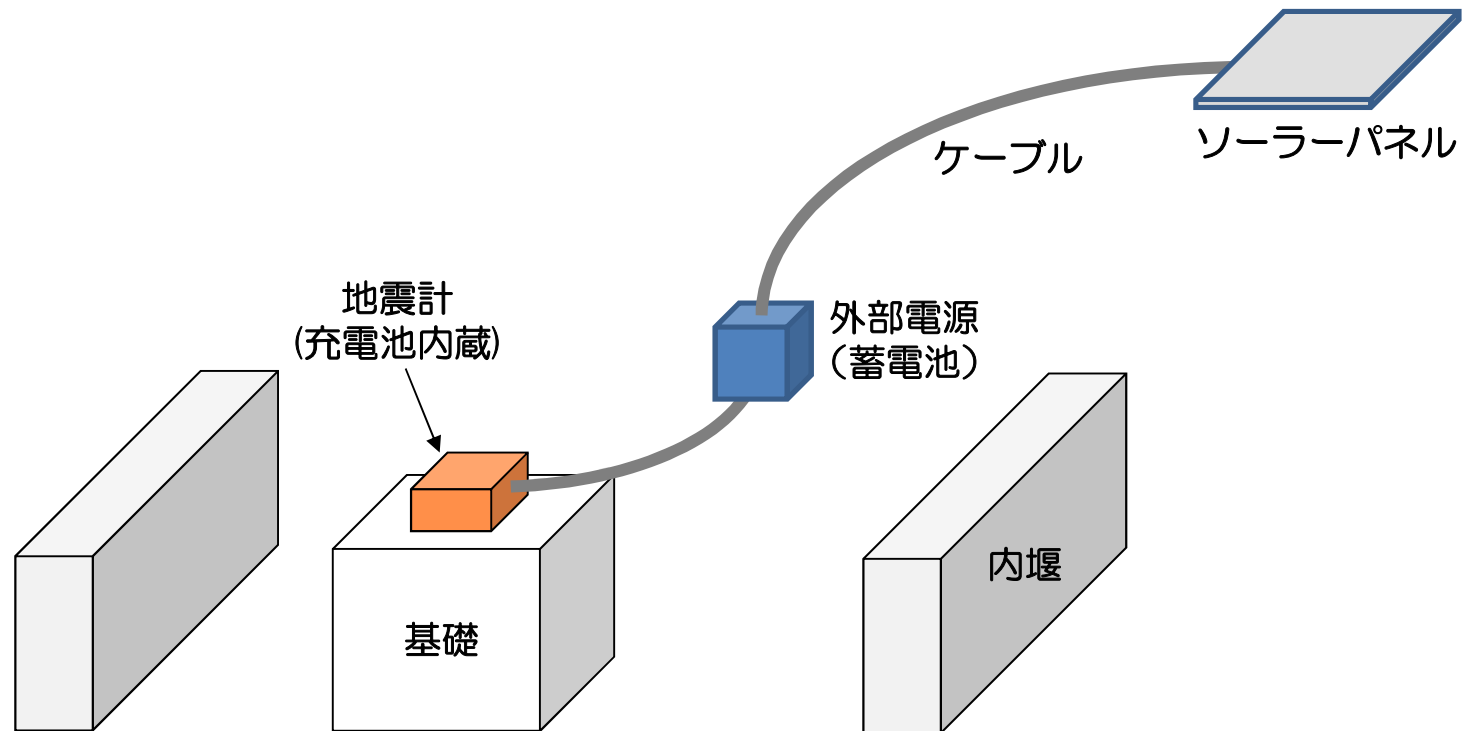 ソーラーパネル
ケーブル
地震計
(充電池内蔵)
外部電源
（蓄電池）
内堰
基礎